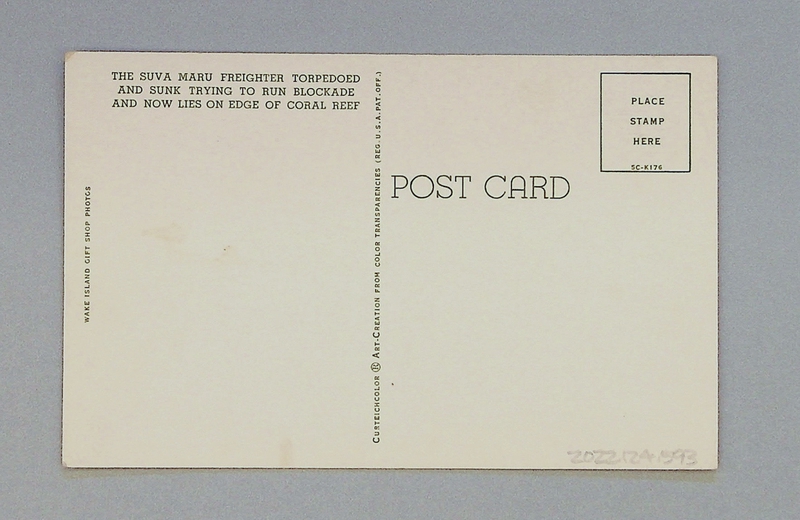 THE SUVA MARU FREIGHTER TORPEDOED
AND SUNK TRYING TO RUN BLOCKADE
AND NOW LIES ON EDGE OF CORAL REEF
WAKE ISLAND GIFT SHOP PHOTOS
CURTEICHCOLOR ® ART-CREATION FROM COLOR TRANSPARENCIES (REG. U.S.A. PAT. OFF.)
POST CARD
PLACE
STAMP
HERE
5C-K176
2022.124.1593